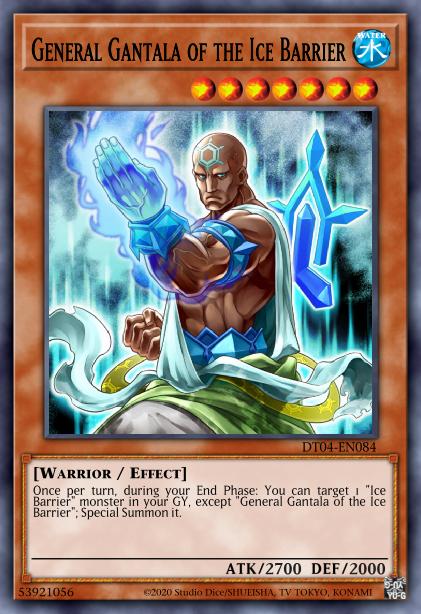 General Gantala of the Ice Barrier
WATER
水
DT04-EN084
[Warrior / Effect]
Once per turn, during your End Phase: You can target 1 "Ice
Barrier" monster in your GY, except "General Gantala of the Ice
Barrier"; Special Summon it.
ATK/2700 DEF/2000
53921056
©2020 Studio Dice/SHUEISHA, TV TOKYO, KONAMI